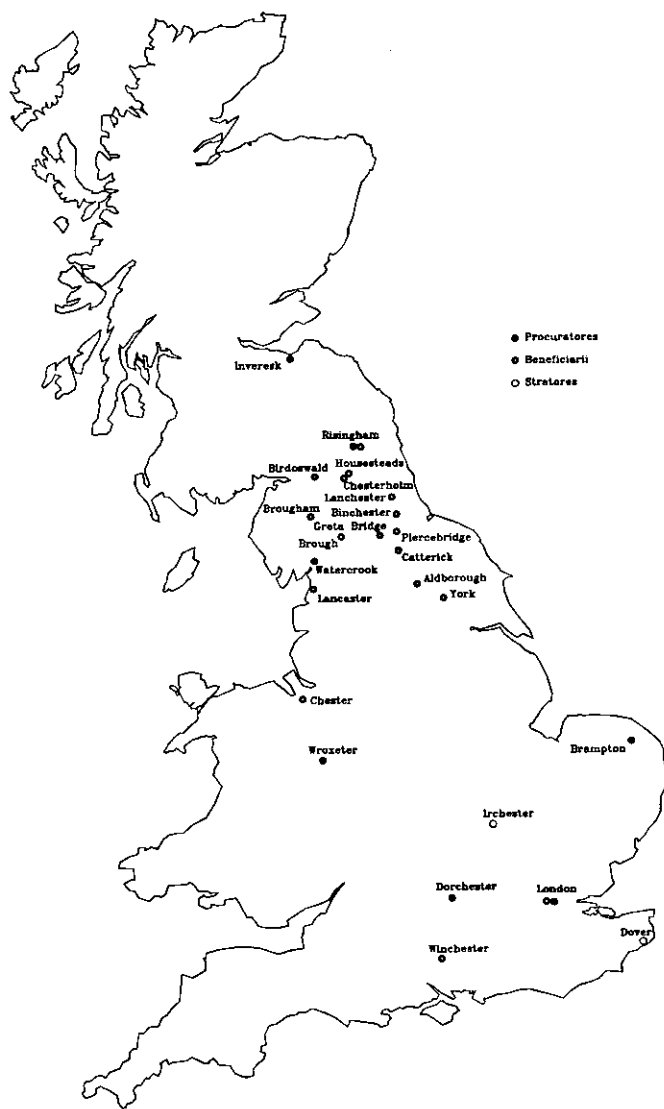 Procuratores
Beneficiarii
Stratores
Inveresk
Risingham
Housesteads
Birdoswald
Chesterholm
Lanchester
Brougham
Binchester
Greta Bridge
Piercebridge
Brough
Catterick
Watercrook
Aldborough
Lancaster
York
Chester
Brampton
Wroxeter
Irchester
Dorchester
London
Dover
Winchester